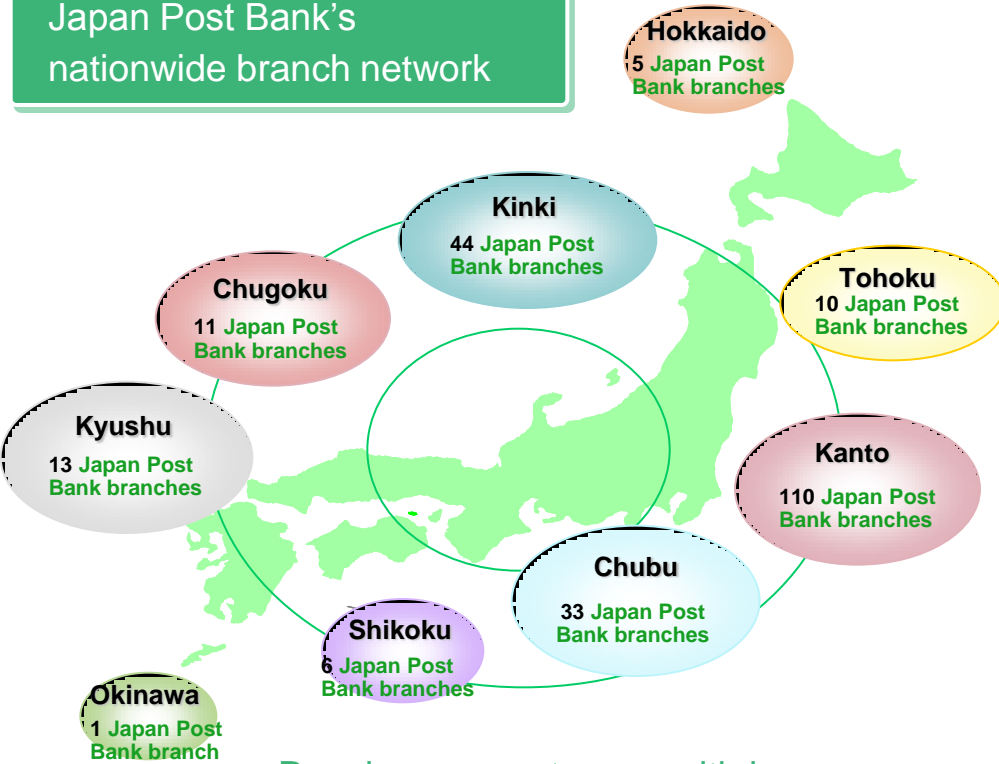 Japan Post Bank's
nationwide branch network
Hokkaido
5 Japan Post
Bank branches
Kinki
44 Japan Post
Bank branches
Tohoku
10 Japan Post
Bank branches
Chugoku
11 Japan Post
Bank branches
Kyushu
13 Japan Post
Bank branches
Kanto
110 Japan Post
Bank branches
Chubu
33 Japan Post
Bank branches
Shikoku
6 Japan Post
Bank branches
Okinawa
1 Japan Post
Bank branch